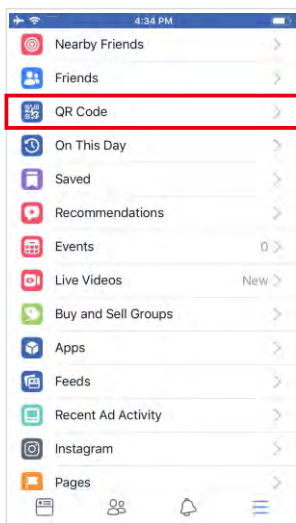 4:34 PM
Nearby Friends
Friends
QR Code
On This Day
Saved
Recommendations
Events 0
Live Videos New
Buy and Sell Groups
Apps
Feeds
Recent Ad Activity
Instagram
Pages